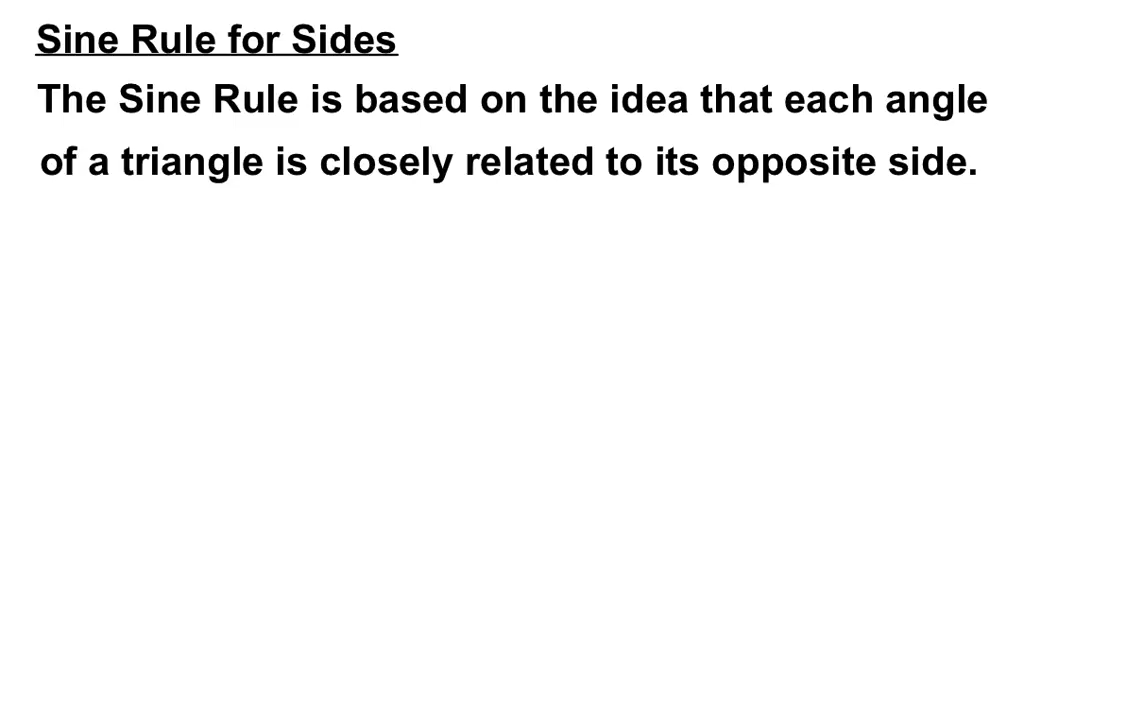 Sine Rule for Sides
The Sine Rule is based on the idea that each angle
of a triangle is closely related to its opposite side.